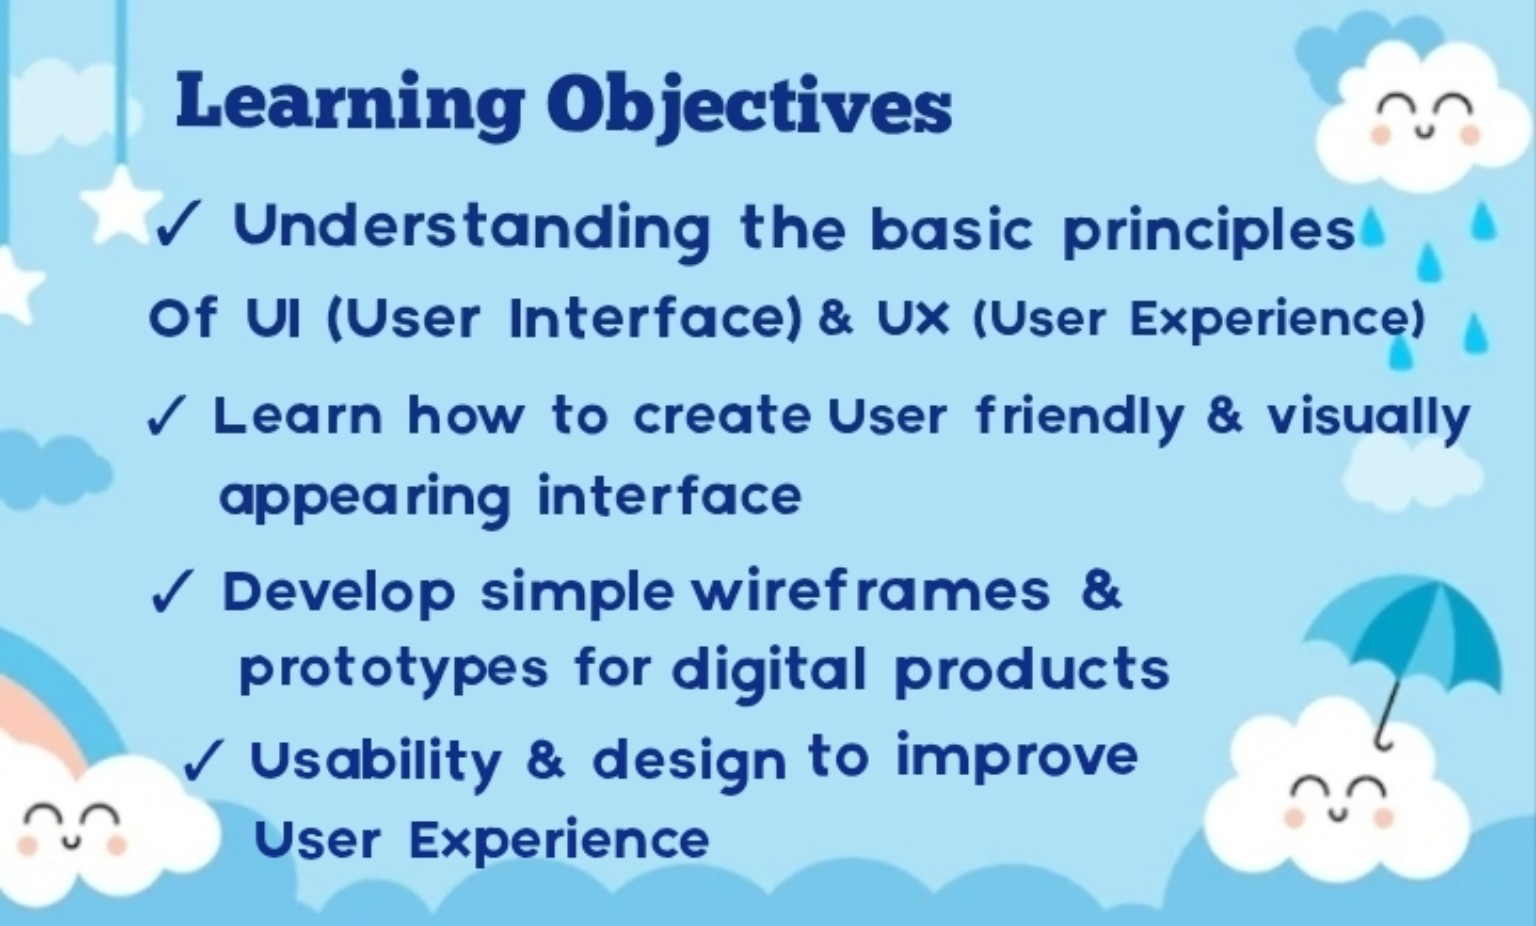 Learning Objectives
✓ Understanding the basic principles
Of UI (User Interface) & UX (User Experience)
✓ Learn how to create User friendly & visually
appearing interface
✓ Develop simple wireframes &
prototypes for digital products
✓ Usability & design to improve
User Experience